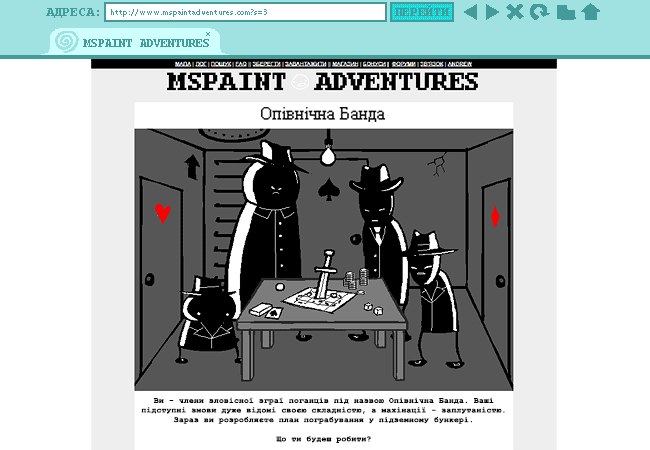 АДРЕСА: http://www.mspaintadventures.com?s=3 ПЕРЕЙТИ
MSPAINT ADVENTURES
МАПА | ЛОГ | ПОШУК | FAQ | ЗБЕРЕГТИ | ЗАВАНТАЖИТИ | МАГАЗИН | БОНУСИ | ФОРУМИ | ЗВ'ЯЗОК | ANDREW
MSPAINT ADVENTURES
Опівнічна Банда
Ви - члени зловісної зграї поганців під назвою Опівнічна Банда. Ваші
підступні змови дуже відомі своєю складністю, а махінації - заплутаністю.
Зараз ви розробляєте план пограбування у підземному бункері.
Що ти будеш робити?